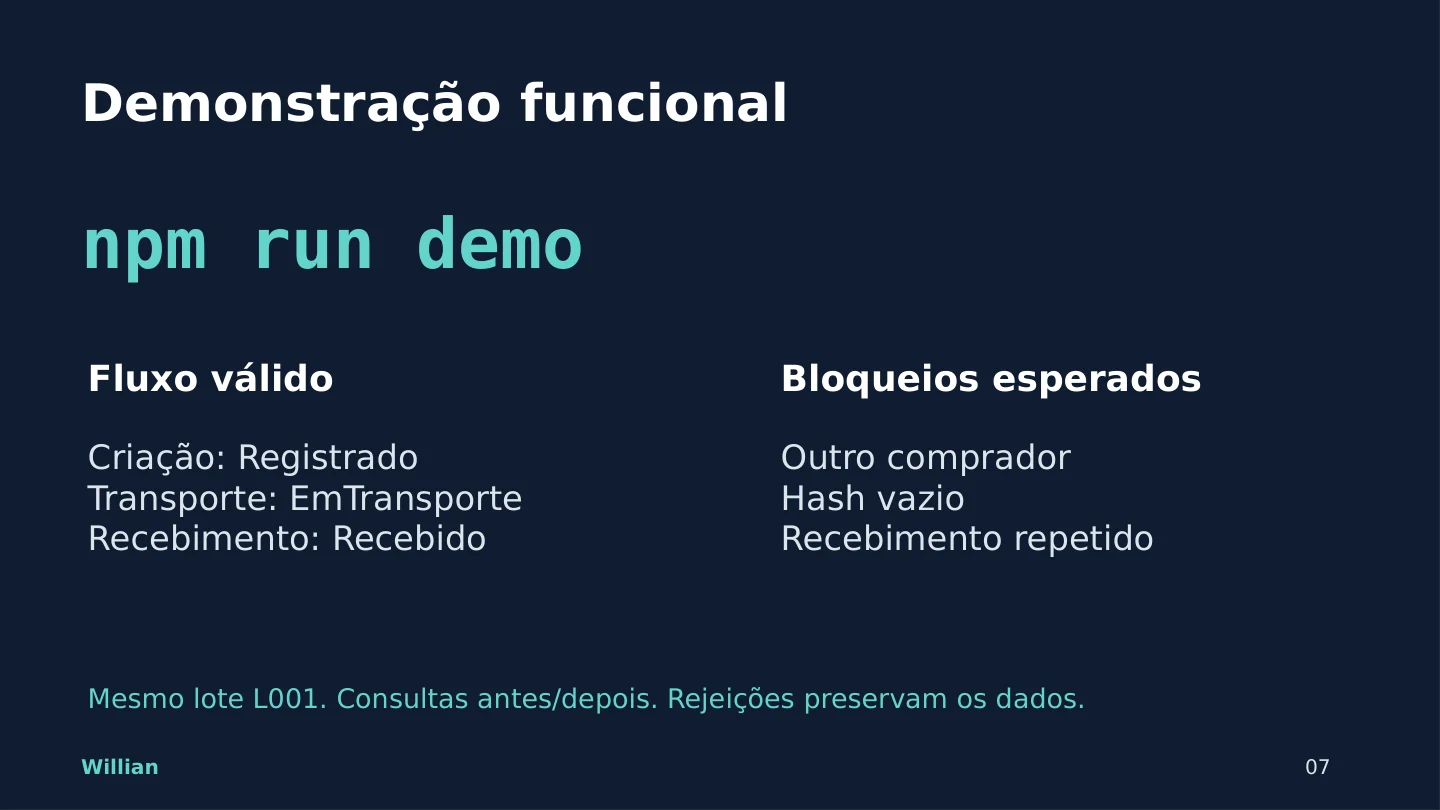 Demonstração funcional
npm run demo
Fluxo válido
Criação: Registrado
Transporte: EmTransporte
Recebimento: Recebido
Bloqueios esperados
Outro comprador
Hash vazio
Recebimento repetido
Mesmo lote L001. Consultas antes/depois. Rejeições preservam os dados.
Willian
07